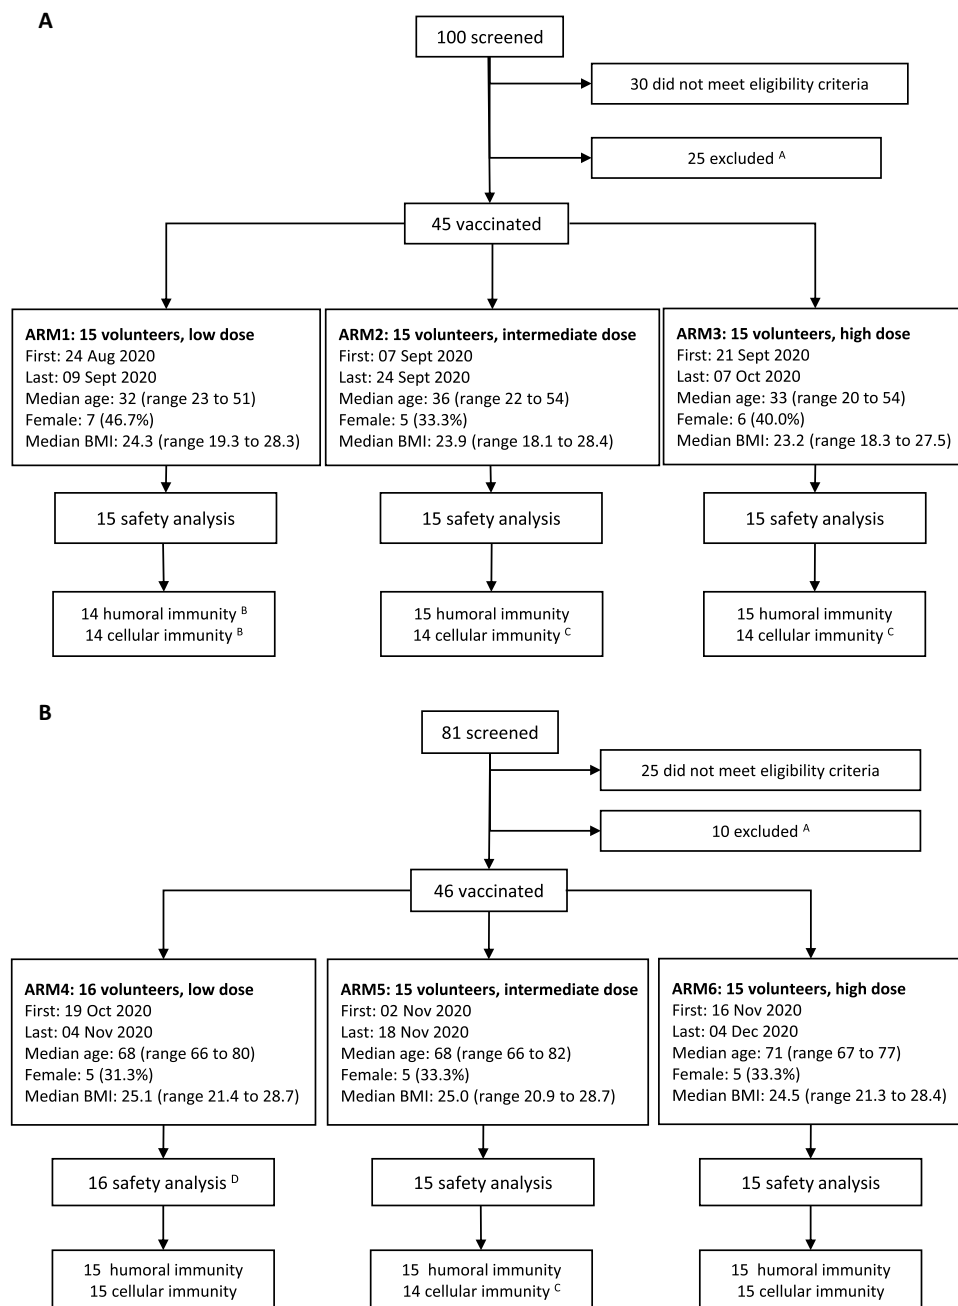 A
100 screened
30 did not meet eligibility criteria
25 excluded A
45 vaccinated
ARM1: 15 volunteers, low dose
First: 24 Aug 2020
Last: 09 Sept 2020
Median age: 32 (range 23 to 51)
Female: 7 (46.7%)
Median BMI: 24.3 (range 19.3 to 28.3)
ARM2: 15 volunteers, intermediate dose
First: 07 Sept 2020
Last: 24 Sept 2020
Median age: 36 (range 22 to 54)
Female: 5 (33.3%)
Median BMI: 23.9 (range 18.1 to 28.4)
ARM3: 15 volunteers, high dose
First: 21 Sept 2020
Last: 07 Oct 2020
Median age: 33 (range 20 to 54)
Female: 6 (40.0%)
Median BMI: 23.2 (range 18.3 to 27.5)
15 safety analysis
15 safety analysis
15 safety analysis
14 humoral immunity B
14 cellular immunity B
15 humoral immunity
14 cellular immunity C
15 humoral immunity
14 cellular immunity C
B
81 screened
25 did not meet eligibility criteria
10 excluded A
46 vaccinated
ARM4: 16 volunteers, low dose
First: 19 Oct 2020
Last: 04 Nov 2020
Median age: 68 (range 66 to 80)
Female: 5 (31.3%)
Median BMI: 25.1 (range 21.4 to 28.7)
ARM5: 15 volunteers, intermediate dose
First: 02 Nov 2020
Last: 18 Nov 2020
Median age: 68 (range 66 to 82)
Female: 5 (33.3%)
Median BMI: 25.0 (range 20.9 to 28.7)
ARM6: 15 volunteers, high dose
First: 16 Nov 2020
Last: 04 Dec 2020
Median age: 71 (range 67 to 77)
Female: 5 (33.3%)
Median BMI: 24.5 (range 21.3 to 28.4)
16 safety analysis D
15 safety analysis
15 safety analysis
15 humoral immunity
15 cellular immunity
15 humoral immunity
14 cellular immunity C
15 humoral immunity
15 cellular immunity